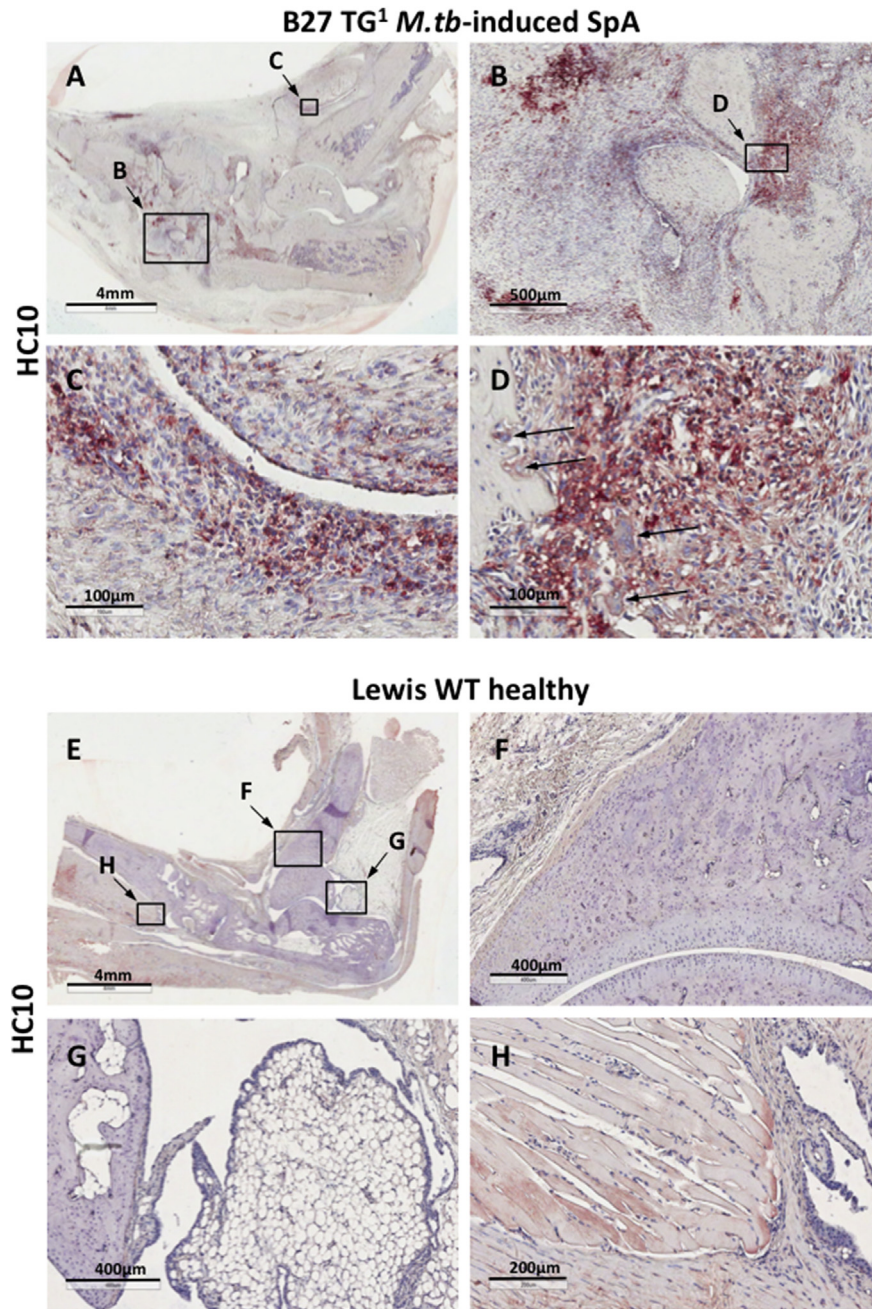 B27 TG¹ M.tb-induced SpA
HC10
A
C
B
4mm
B
D
500μm
C
100μm
D
100μm
Lewis WT healthy
HC10
E
F
G
H
4mm
F
400μm
G
400μm
H
200μm